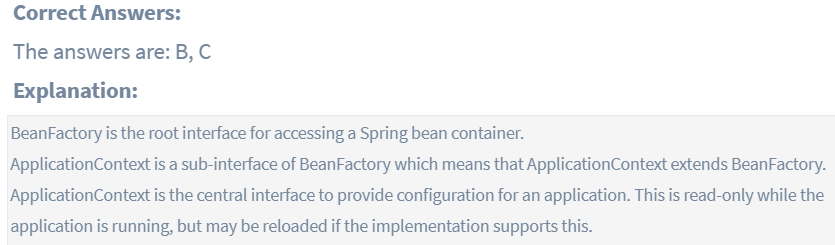 Correct Answers:
The answers are: B, C
Explanation:
BeanFactory is the root interface for accessing a Spring bean container.
ApplicationContext is a sub-interface of BeanFactory which means that ApplicationContext extends BeanFactory.
ApplicationContext is the central interface to provide configuration for an application. This is read-only while the
application is running, but may be reloaded if the implementation supports this.